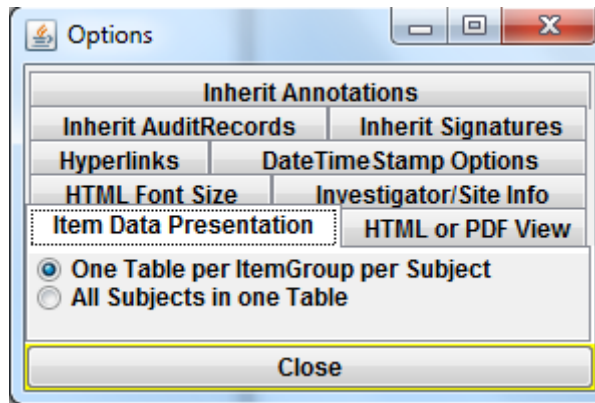 Options
Inherit Annotations
Inherit AuditRecords Inherit Signatures
Hyperlinks DateTimeStamp Options
HTML Font Size Investigator/Site Info
Item Data Presentation HTML or PDF View
One Table per ItemGroup per Subject
All Subjects in one Table
Close